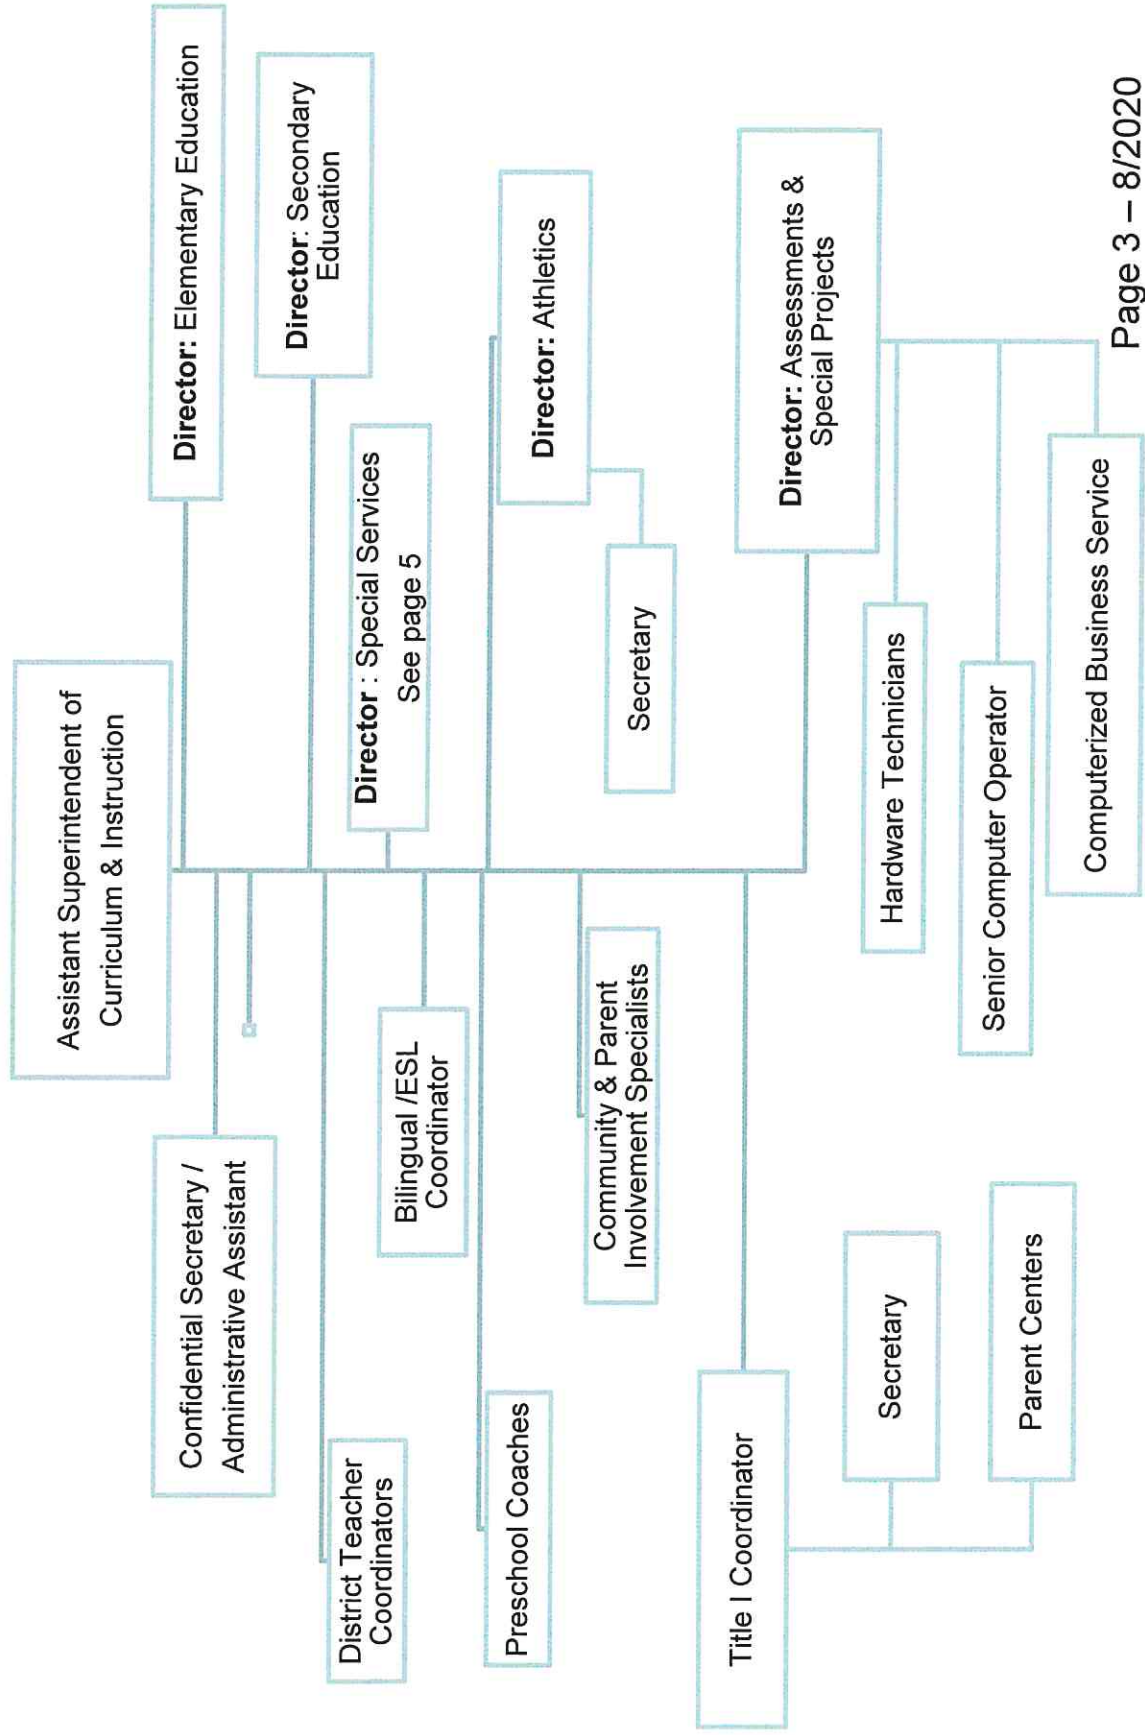 Assistant Superintendent of
Curriculum & Instruction
Confidential Secretary /
Administrative Assistant
Director: Elementary Education
Director: Secondary
Education
District Teacher
Coordinators
Director : Special Services
See page 5
Bilingual /ESL
Coordinator
Preschool Coaches
Director: Athletics
Secretary
Community & Parent
Involvement Specialists
Title I Coordinator
Secretary
Parent Centers
Director: Assessments &
Special Projects
Hardware Technicians
Senior Computer Operator
Computerized Business Service
Page 3 – 8/2020